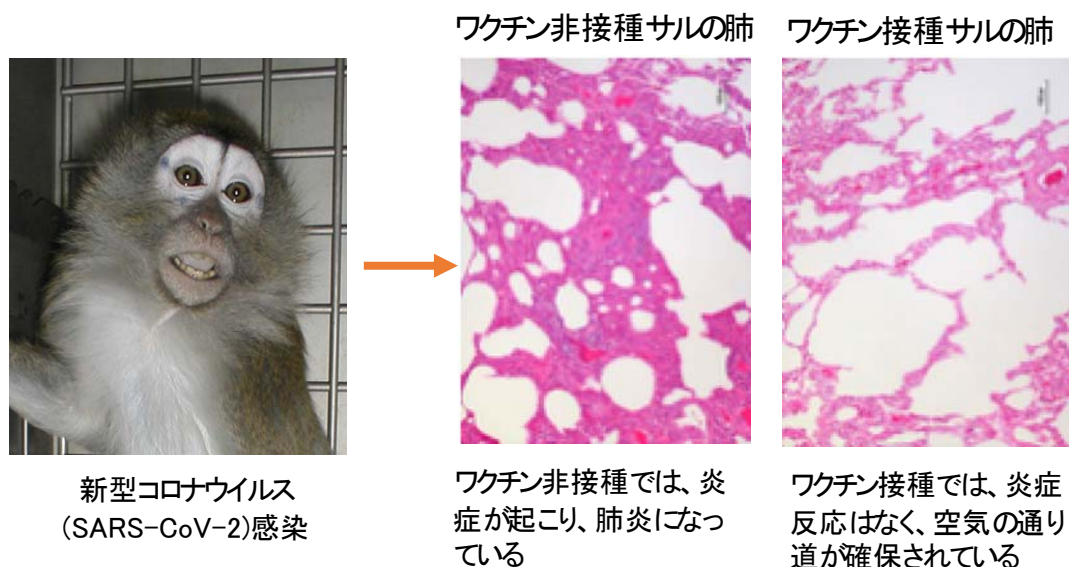 ワクチン非接種サルの肺
ワクチン接種サルの肺
新型コロナウイルス
(SARS-CoV-2)感染
ワクチン非接種では、炎
症が起こり、肺炎になっ
ている
ワクチン接種では、炎症
反応はなく、空気の通り
道が確保されている